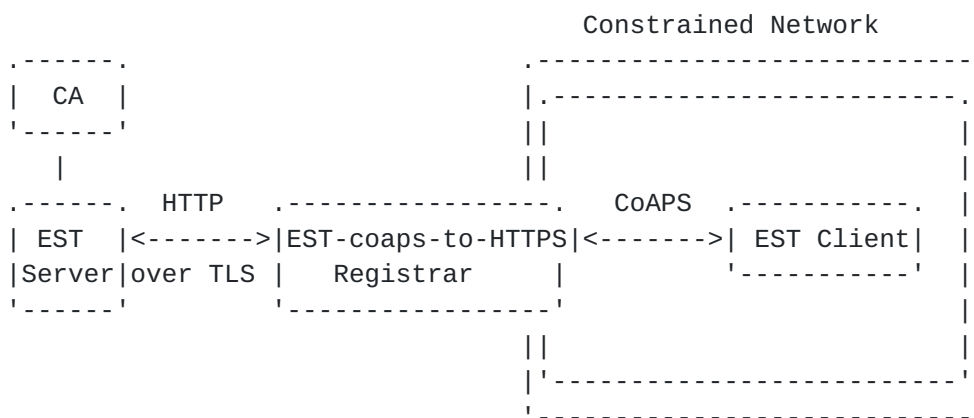 Constrained Network
CA
HTTP CoAPS
EST EST-coaps-to-HTTPS EST Client
Server over TLS Registrar